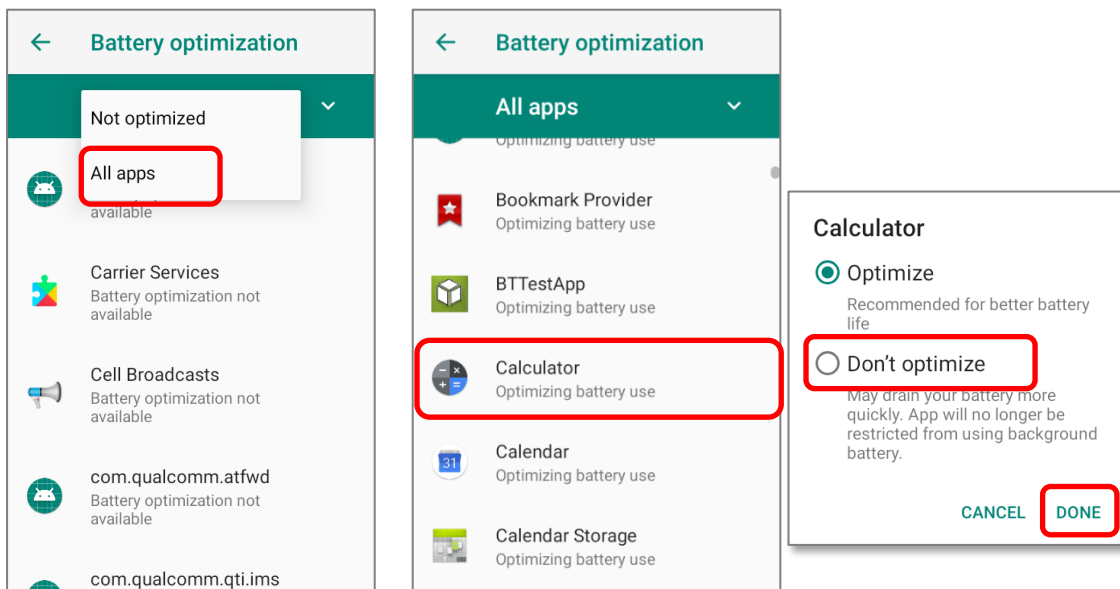 Battery optimization
Not optimized
All apps
available
Carrier Services
Battery optimization not
available
Cell Broadcasts
Battery optimization not
available
com.qualcomm.atfwd
Battery optimization not
available
com.qualcomm.qti.ims
Battery optimization
All apps
Optimizing battery use
Bookmark Provider
Optimizing battery use
BTTestApp
Optimizing battery use
Calculator
Optimizing battery use
31
Calendar
Optimizing battery use
Calendar Storage
Optimizing battery use
Calculator
Optimize
Recommended for better battery
life
Don't optimize
May drain your battery more
quickly. App will no longer be
restricted from using background
battery.
CANCEL DONE